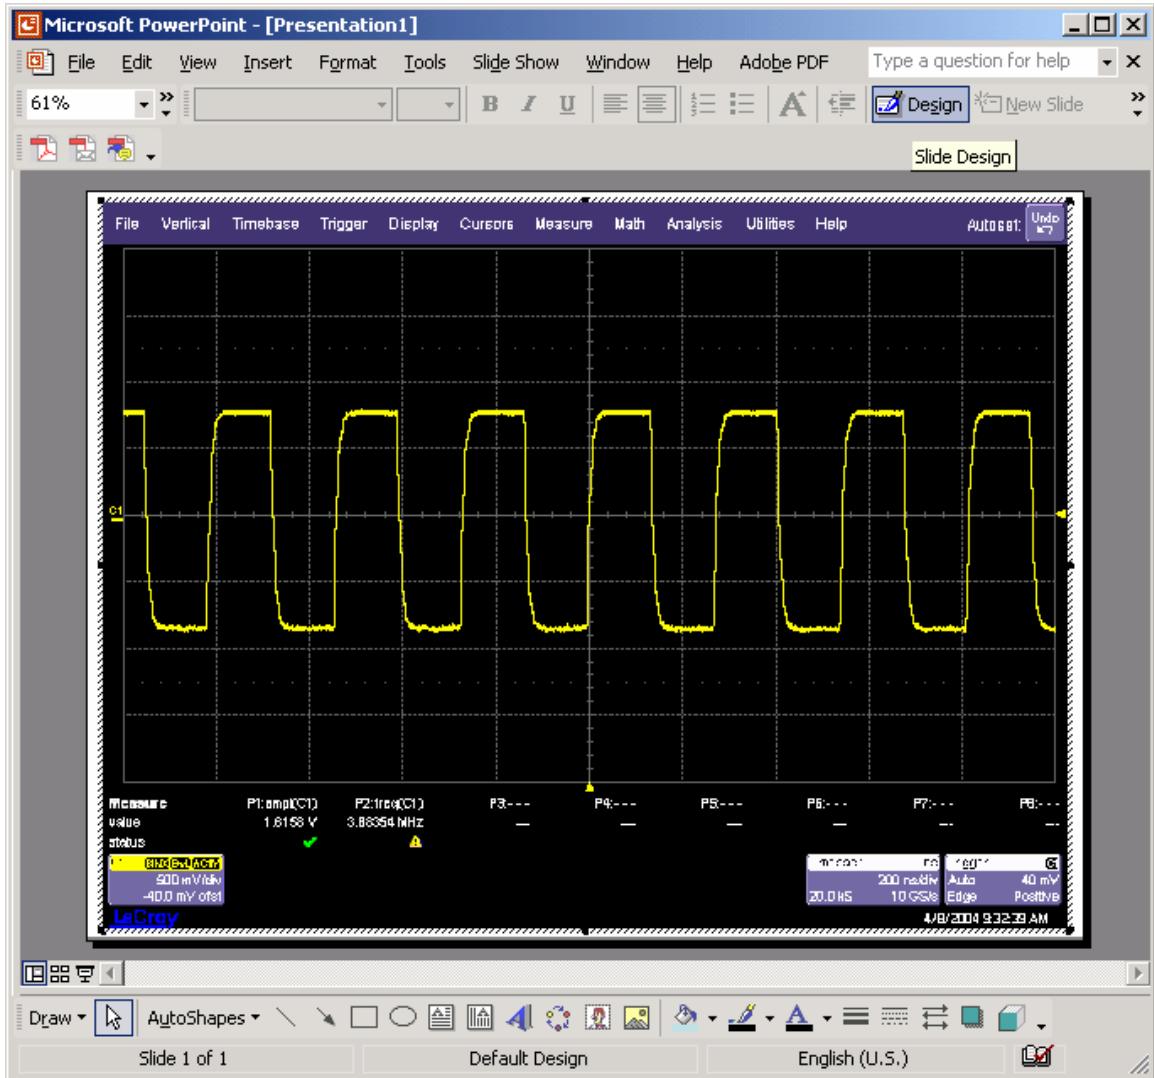 Microsoft PowerPoint - [Presentation1]
File Edit View Insert Format Tools Slide Show Window Help Adobe PDF Type a question for help
61% B I U A Design New Slide
Slide Design
File Vertical Timebase Trigger Display Cursors Measure Math Analysis Utilities Help Autoset: Undo
C1
Measure P1:ampl(C1) P2:freq(C1) P3:--- P4:--- P5:--- P6:--- P7:--- P8:---
value 1.6158 V 3.88354 MHz
status
500 mV/div
-40.0 mV ofst
200 ns/div Auto 40 mV
20.0 kS 10 GS/s Edge Positive
LeCroy 4/8/2004 9:32:39 AM
Draw AutoShapes A A
Slide 1 of 1 Default Design English (U.S.)